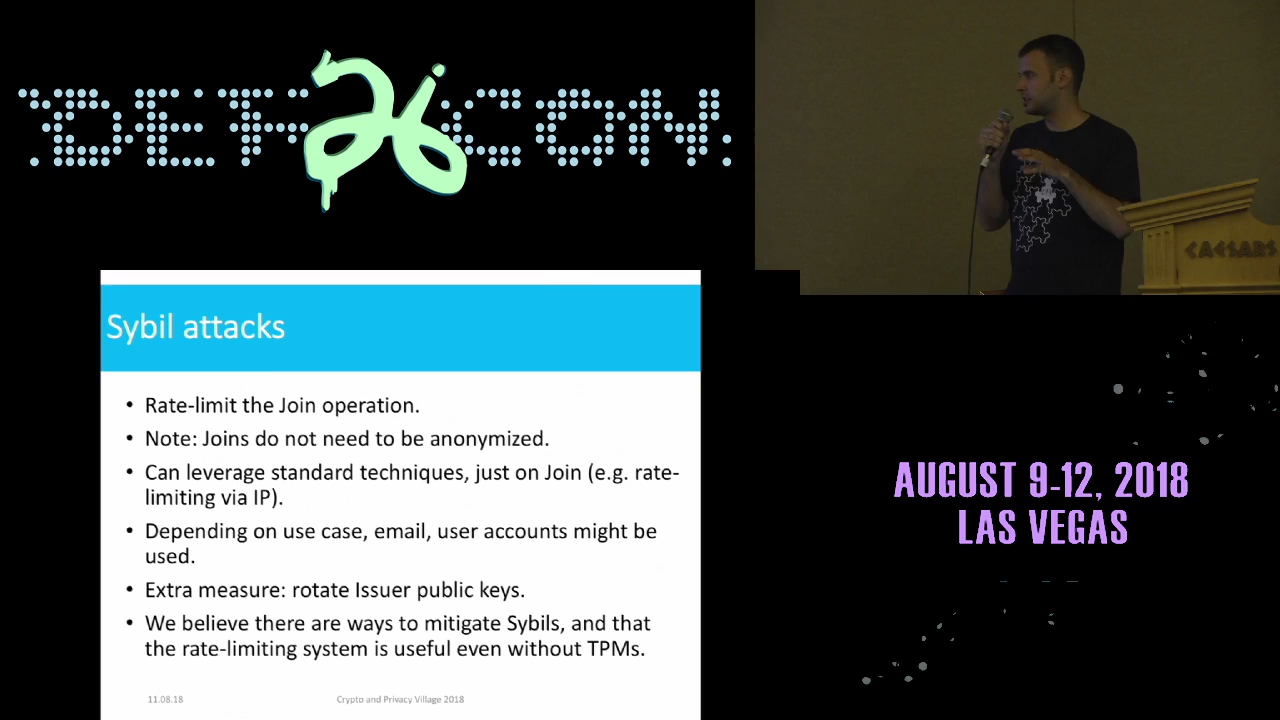 DEF 26 CON
CAESARS
Sybil attacks
• Rate-limit the Join operation.
• Note: Joins do not need to be anonymized.
• Can leverage standard techniques, just on Join (e.g. rate-
limiting via IP).
• Depending on use case, email, user accounts might be
used.
• Extra measure: rotate Issuer public keys.
• We believe there are ways to mitigate Sybils, and that
the rate-limiting system is useful even without TPMs.
11.08.18 Crypto and Privacy Village 2018
AUGUST 9-12, 2018
LAS VEGAS